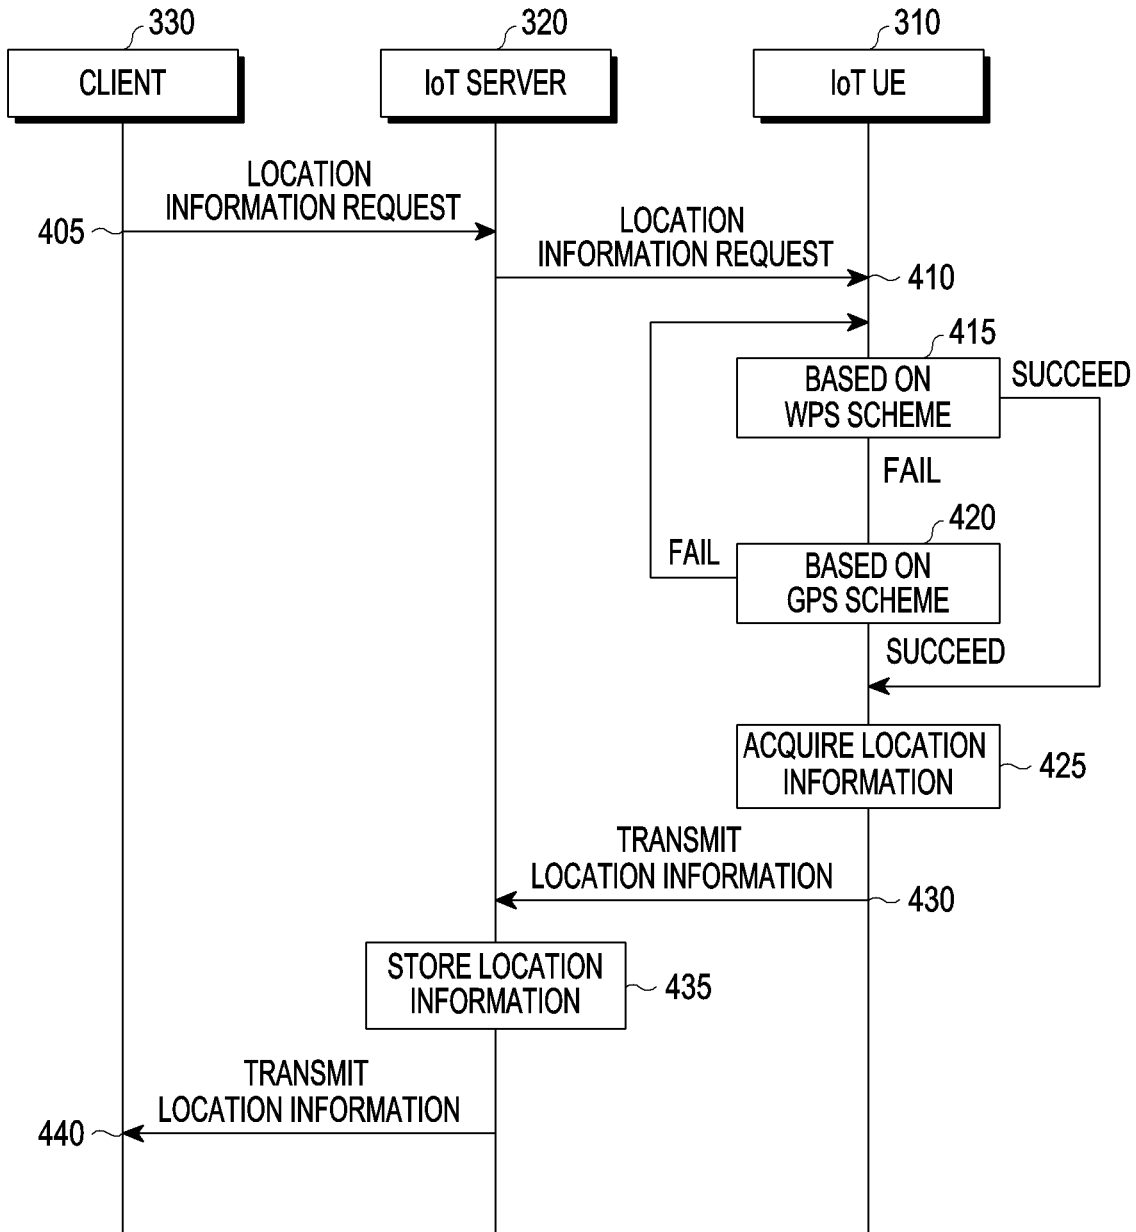 330
320
310
CLIENT
IoT SERVER
IoT UE
LOCATION
INFORMATION REQUEST
405
LOCATION
INFORMATION REQUEST
410
415
BASED ON
WPS SCHEME
SUCCEED
FAIL
420
FAIL
BASED ON
GPS SCHEME
SUCCEED
ACQUIRE LOCATION
INFORMATION
425
TRANSMIT
LOCATION INFORMATION
430
STORE LOCATION
INFORMATION
435
TRANSMIT
LOCATION INFORMATION
440